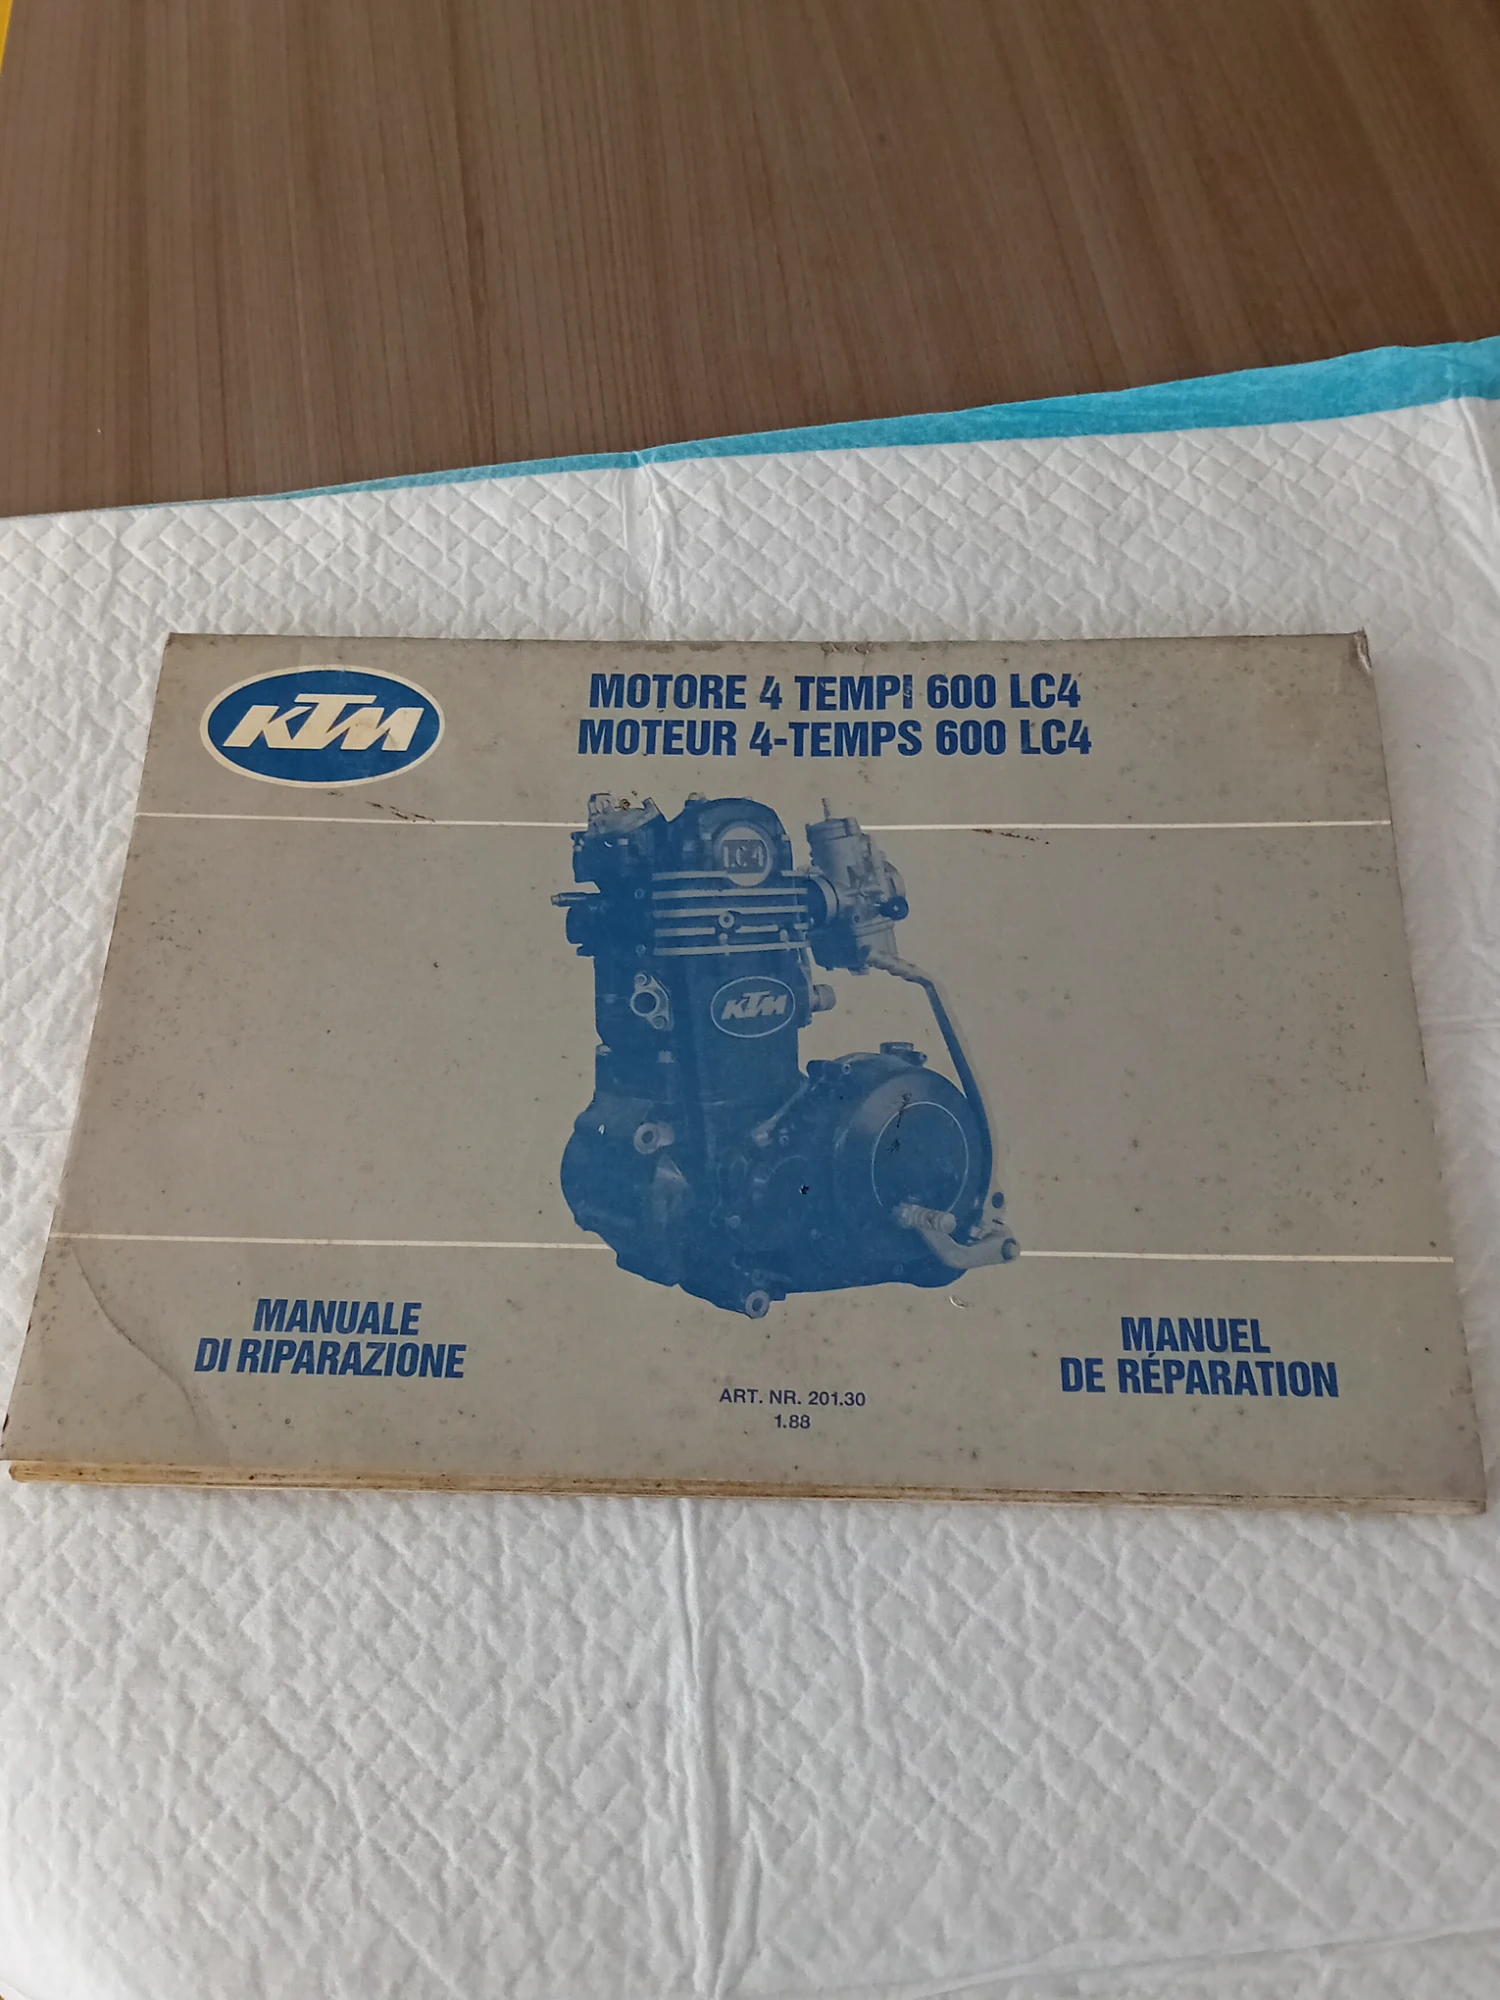 KTM
MOTORE 4 TEMPI 600 LC4
MOTEUR 4-TEMPS 600 LC4
LC4
KTM
MANUALE
DI RIPARAZIONE
MANUEL
DE RÉPARATION
ART. NR. 201.30
1.88